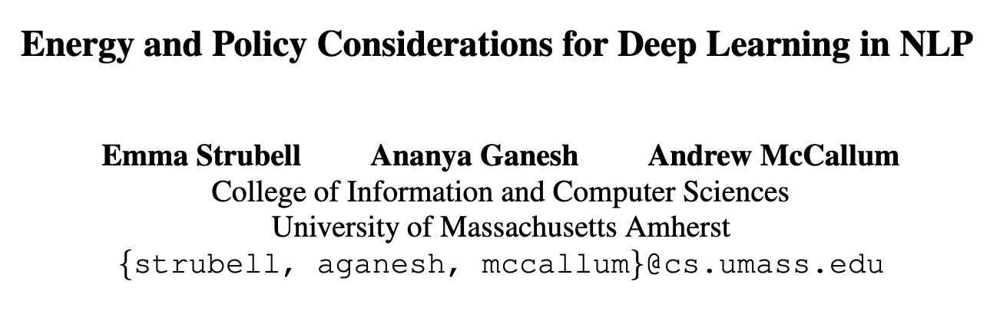 Energy and Policy Considerations for Deep Learning in NLP
Emma Strubell Ananya Ganesh Andrew McCallum
College of Information and Computer Sciences
University of Massachusetts Amherst
{strubell, aganesh, mccallum}@cs.umass.edu